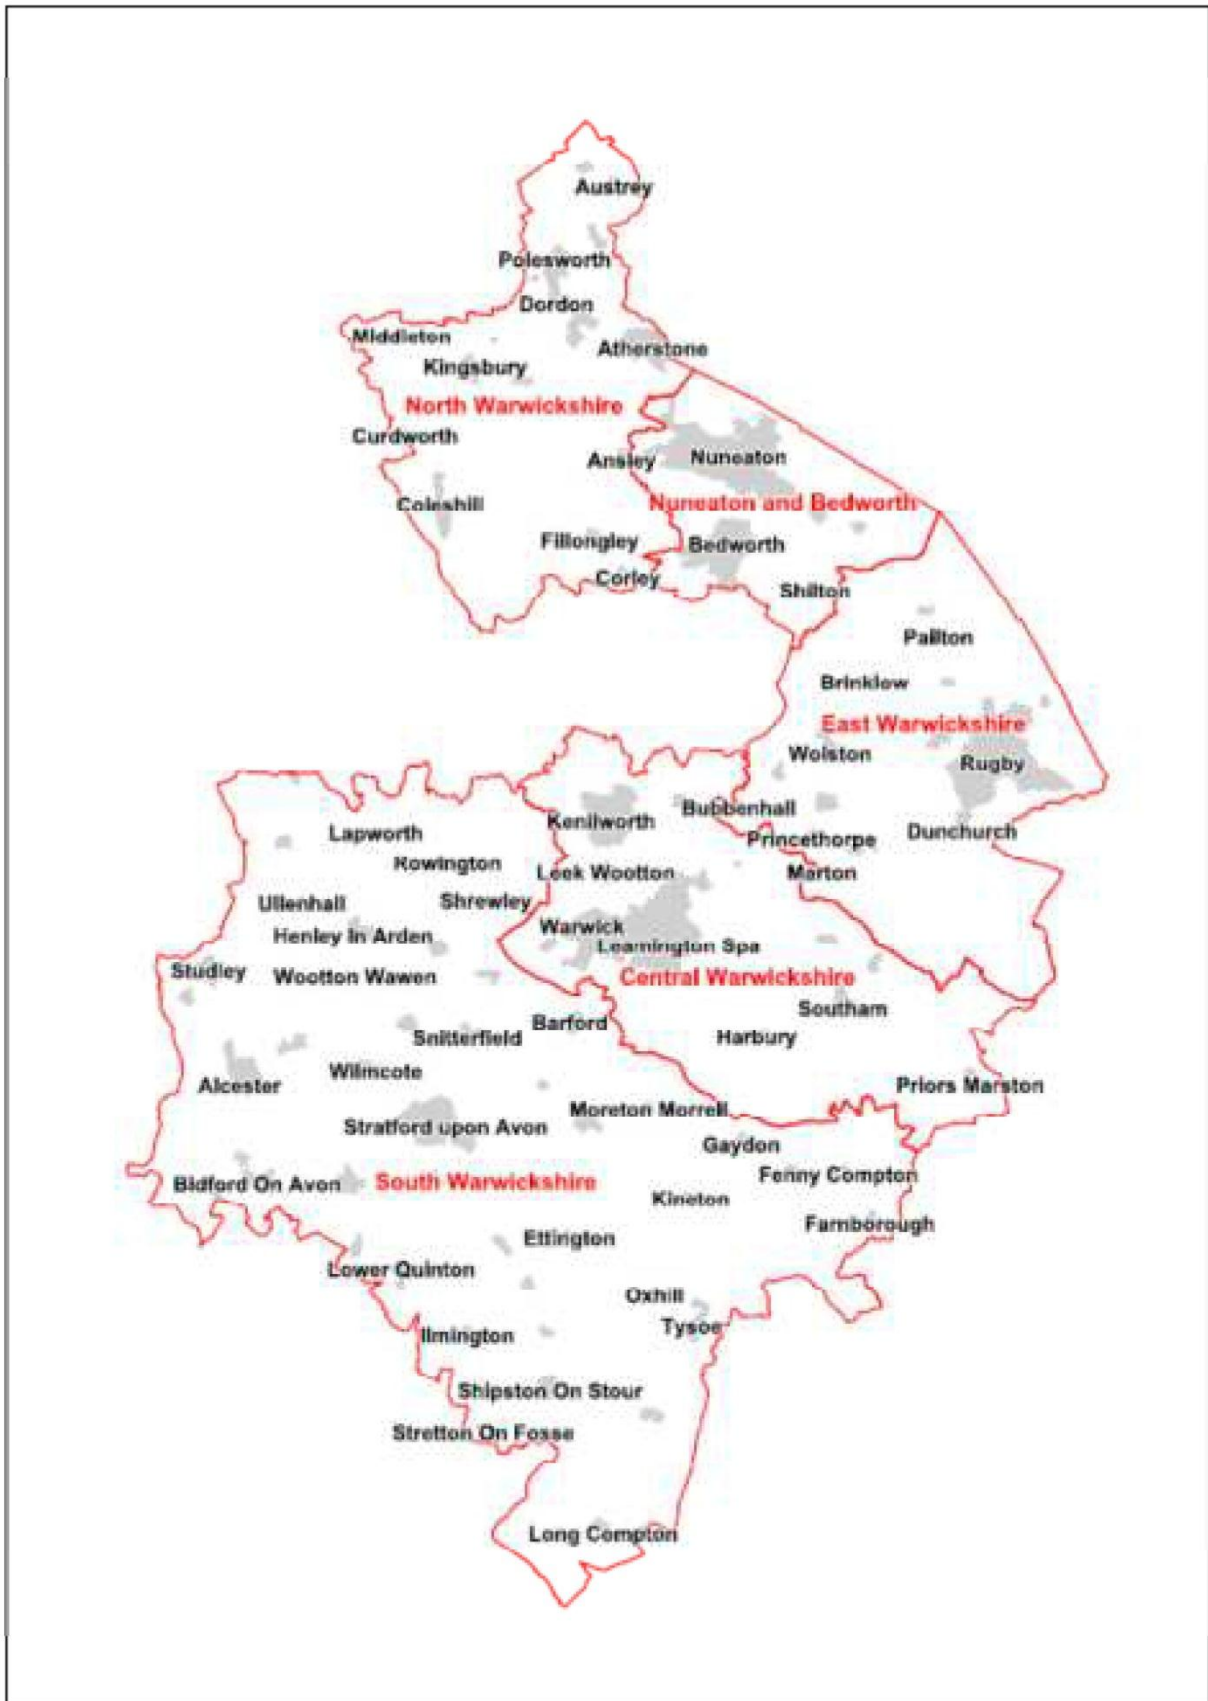 Austrey
Polesworth
Dordon
Middleton
Atherstone
Kingsbury
North Warwickshire
Curdworth
Ansley
Nuneaton
Coleshill
Nuneaton and Bedworth
Fillongley
Bedworth
Corley
Shilton
Pailton
Brinklow
East Warwickshire
Wolston
Rugby
Bubbenhall
Kenilworth
Lapworth
Princethorpe
Dunchurch
Rowington
Leek Wootton
Marton
Ullenhall
Shrewley
Henley In Arden
Warwick
Leamington Spa
Studley
Wootton Wawen
Central Warwickshire
Southam
Barford
Snitterfield
Harbury
Wilmcote
Alcester
Priors Marston
Moreton Morrell
Stratford upon Avon
Gaydon
Fenny Compton
Bidford On Avon
South Warwickshire
Kineton
Farnborough
Ettington
Lower Quinton
Oxhill
Tysoe
Ilmington
Shipston On Stour
Stretton On Fosse
Long Compton